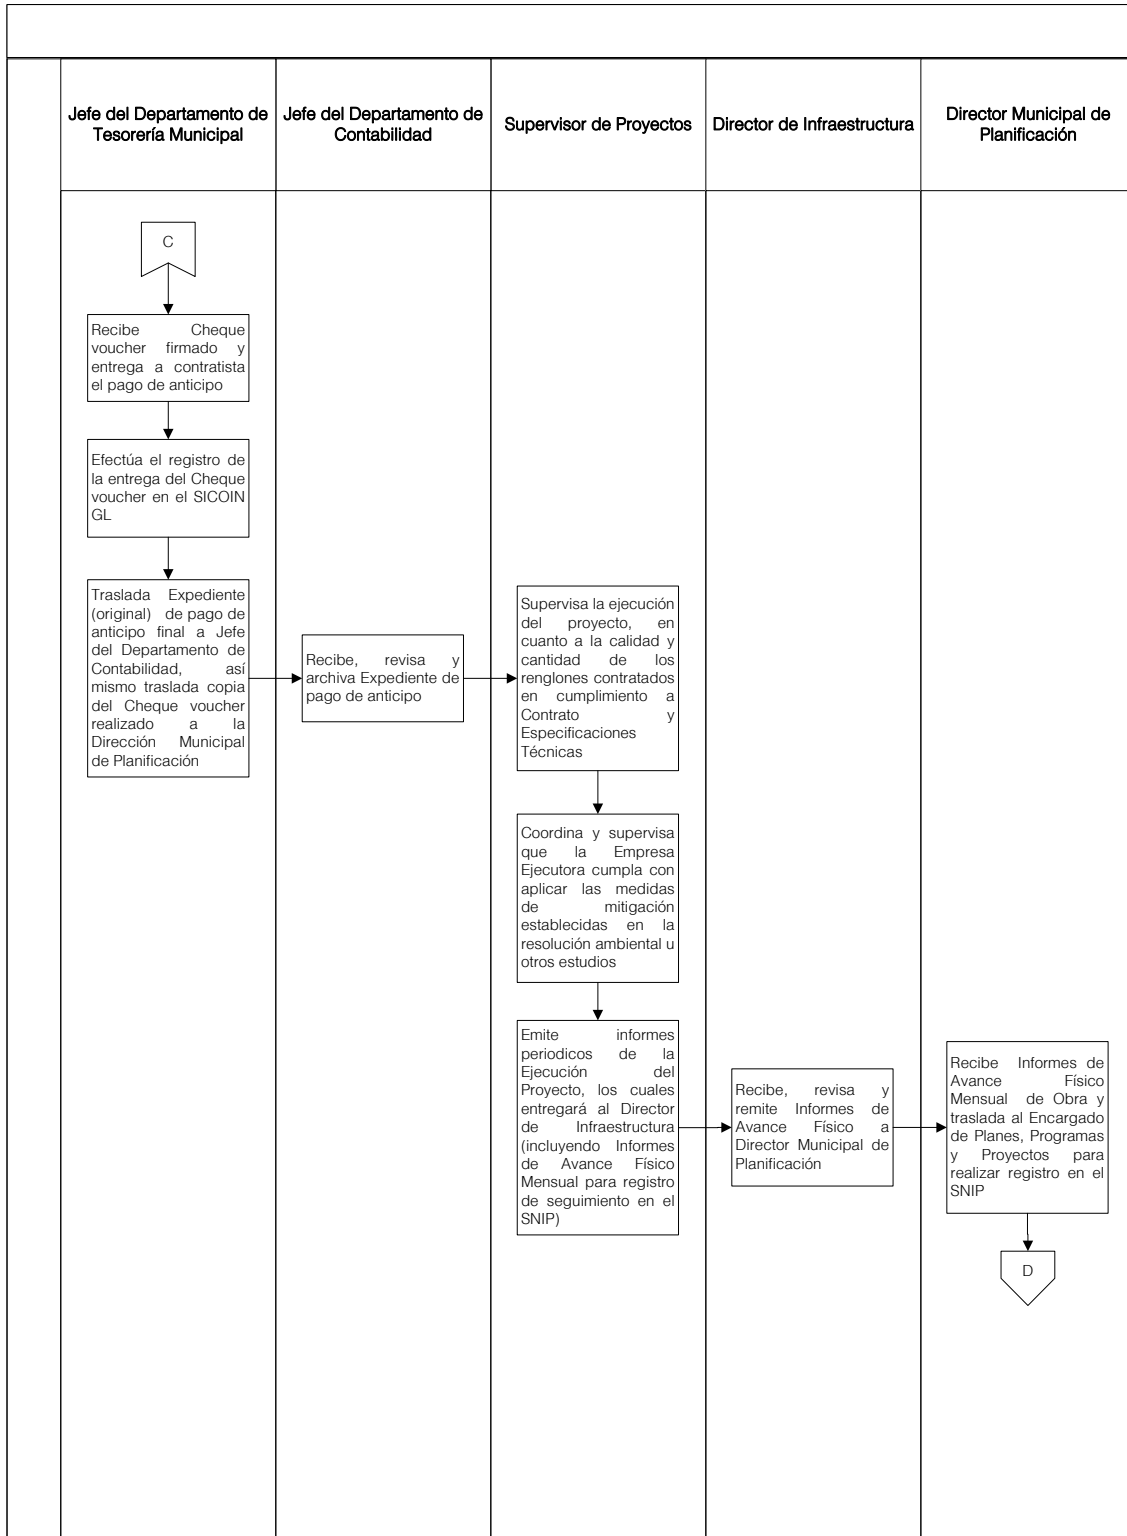 Jefe del Departamento de
Tesorería Municipal
Jefe del Departamento de
Contabilidad
Supervisor de Proyectos
Director de Infraestructura
Director Municipal de
Planificación
C
Recibe Cheque
voucher firmado y
entrega a contratista
el pago de anticipo
Efectúa el registro de
la entrega del Cheque
voucher en el SICOIN
GL
Traslada Expediente
(original) de pago de
anticipo final a Jefe
del Departamento de
Contabilidad, así
mismo traslada copia
del Cheque voucher
realizado a la
Dirección Municipal
de Planificación
Recibe, revisa y
archiva Expediente de
pago de anticipo
Supervisa la ejecución
del proyecto, en
cuanto a la calidad y
cantidad de los
renglones contratados
en cumplimiento a
Contrato y
Especificaciones
Técnicas
Coordina y supervisa
que la Empresa
Ejecutora cumpla con
aplicar las medidas
de mitigación
establecidas en la
resolución ambiental u
otros estudios
Emite informes
periodicos de la
Ejecución del
Proyecto, los cuales
entregará al Director
de Infraestructura
(incluyendo Informes
de Avance Físico
Mensual para registro
de seguimiento en el
SNIP)
Recibe, revisa y
remite Informes de
Avance Físico a
Director Municipal de
Planificación
Recibe Informes de
Avance Físico
Mensual de Obra y
traslada al Encargado
de Planes, Programas
y Proyectos para
realizar registro en el
SNIP
D